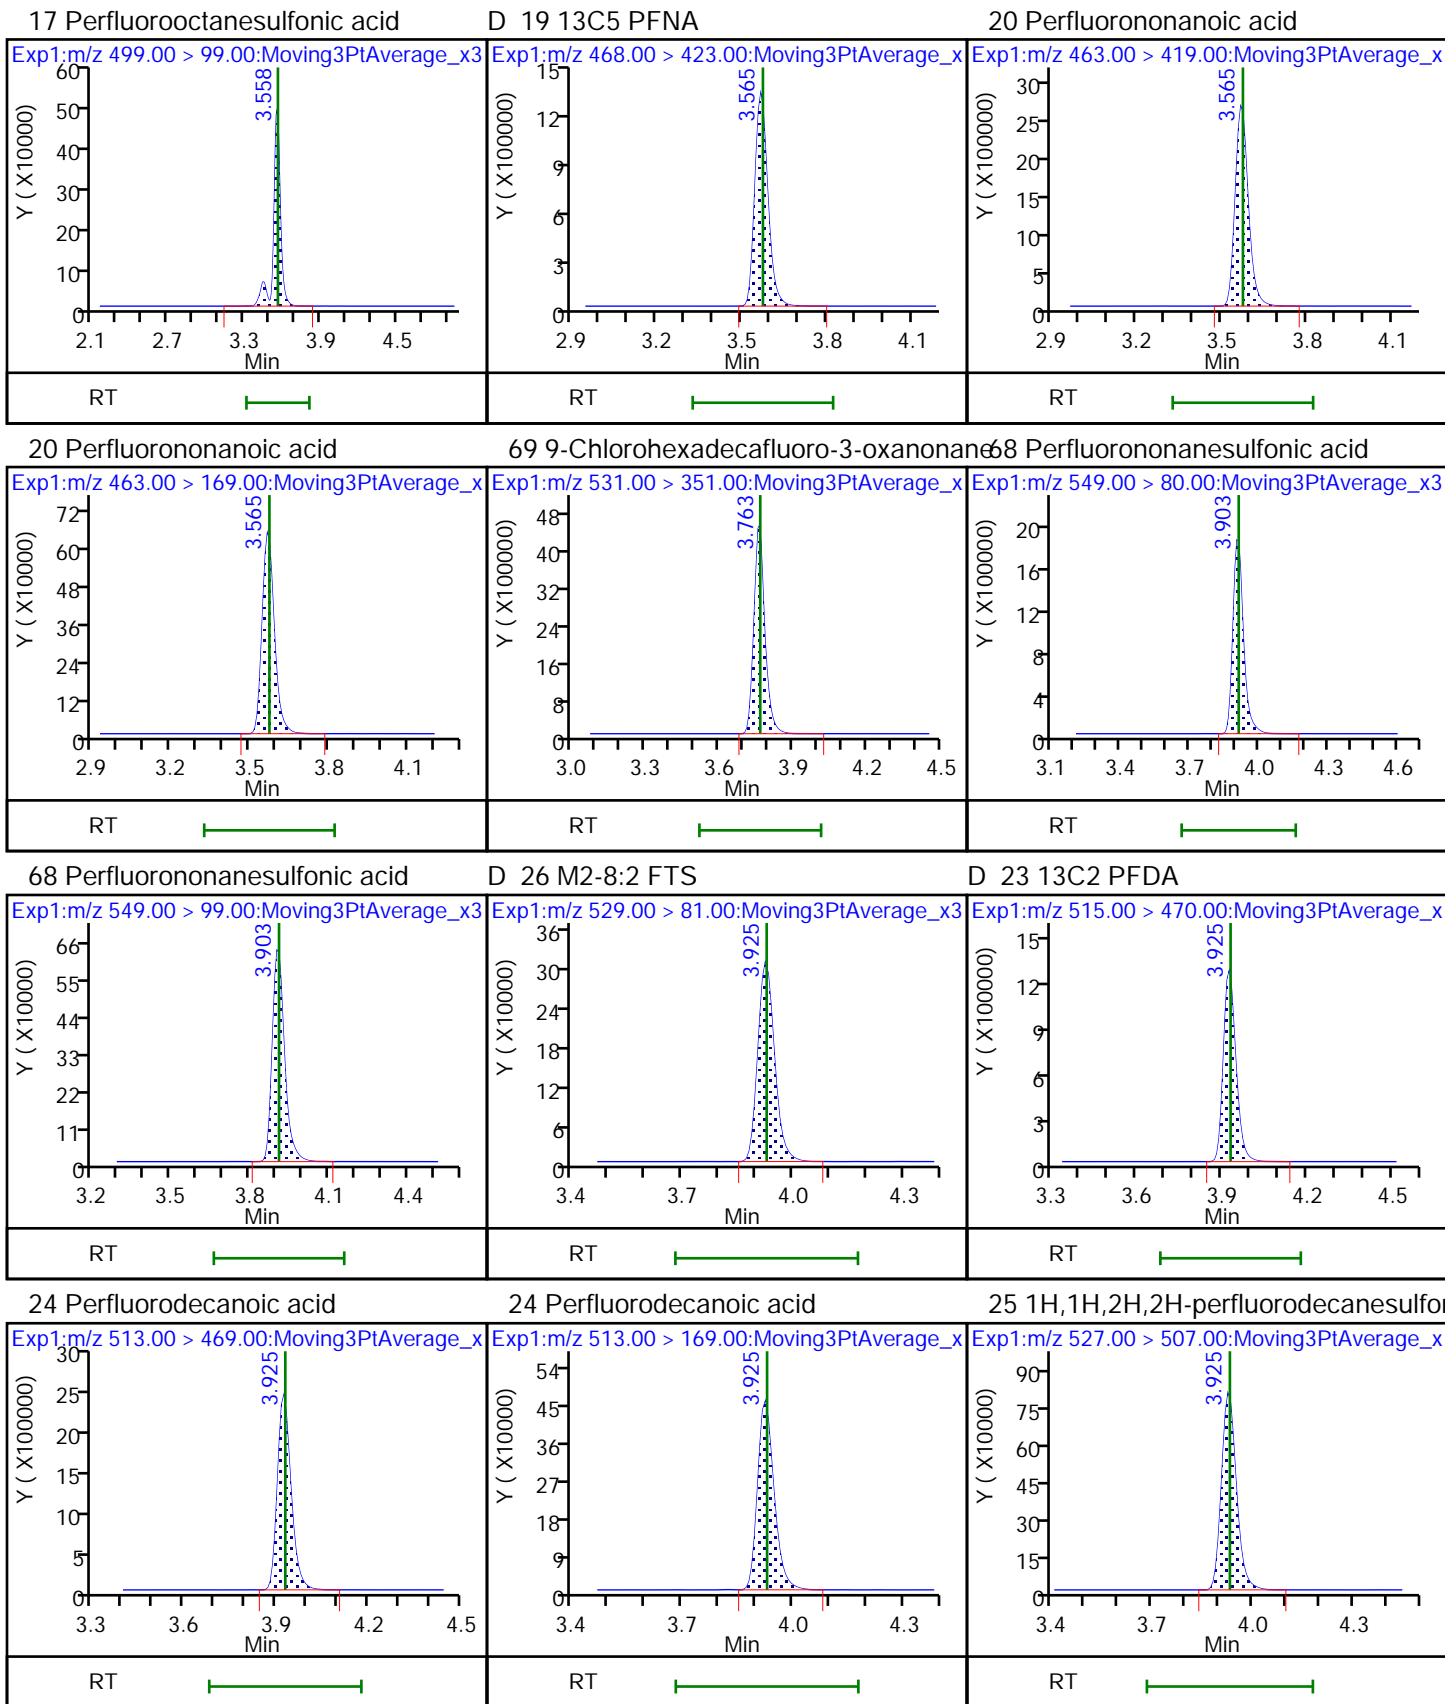 17 Perfluorooctanesulfonic acid
Exp1:m/z 499.00 > 99.00:Moving3PtAverage_x3
3.558
Y ( X100000)
60
50
40
30
20
10
0
2.1 2.7 3.3 3.9 4.5
Min
RT
D 19 13C5 PFNA
Exp1:m/z 468.00 > 423.00:Moving3PtAverage_x
3.565
Y ( X100000)
15
12
9
6
3
0
2.9 3.2 3.5 3.8 4.1
Min
RT
20 Perfluorononanoic acid
Exp1:m/z 463.00 > 419.00:Moving3PtAverage_x
3.565
Y ( X100000)
30
25
20
15
10
5
0
2.9 3.2 3.5 3.8 4.1
Min
RT
20 Perfluorononanoic acid
Exp1:m/z 463.00 > 169.00:Moving3PtAverage_x
3.565
Y ( X10000)
72
60
48
36
24
12
0
2.9 3.2 3.5 3.8 4.1
Min
RT
69 9-Chlorohexadecafluoro-3-oxanonane
Exp1:m/z 531.00 > 351.00:Moving3PtAverage_x
3.763
Y ( X100000)
48
40
32
24
16
8
0
3.0 3.3 3.6 3.9 4.2 4.5
Min
RT
68 Perfluorononanesulfonic acid
Exp1:m/z 549.00 > 80.00:Moving3PtAverage_x3
3.903
Y ( X100000)
20
16
12
8
4
0
3.1 3.4 3.7 4.0 4.3 4.6
Min
RT
68 Perfluorononanesulfonic acid
Exp1:m/z 549.00 > 99.00:Moving3PtAverage_x3
3.903
Y ( X10000)
66
55
44
33
22
11
0
3.2 3.5 3.8 4.1 4.4
Min
RT
D 26 M2-8:2 FTS
Exp1:m/z 529.00 > 81.00:Moving3PtAverage_x3
3.925
Y ( X10000)
36
30
24
18
12
6
0
3.4 3.7 4.0 4.3
Min
RT
D 23 13C2 PFDA
Exp1:m/z 515.00 > 470.00:Moving3PtAverage_x
3.925
Y ( X100000)
15
12
9
6
3
0
3.3 3.6 3.9 4.2 4.5
Min
RT
24 Perfluorodecanoic acid
Exp1:m/z 513.00 > 469.00:Moving3PtAverage_x
3.925
Y ( X100000)
30
25
20
15
10
5
0
3.3 3.6 3.9 4.2 4.5
Min
RT
24 Perfluorodecanoic acid
Exp1:m/z 513.00 > 169.00:Moving3PtAverage_x
3.925
Y ( X10000)
54
45
36
27
18
9
0
3.4 3.7 4.0 4.3
Min
RT
25 1H,1H,2H,2H-perfluorodecanesulfor
Exp1:m/z 527.00 > 507.00:Moving3PtAverage_x
3.925
Y ( X10000)
90
75
60
45
30
15
0
3.4 3.7 4.0 4.3
Min
RT